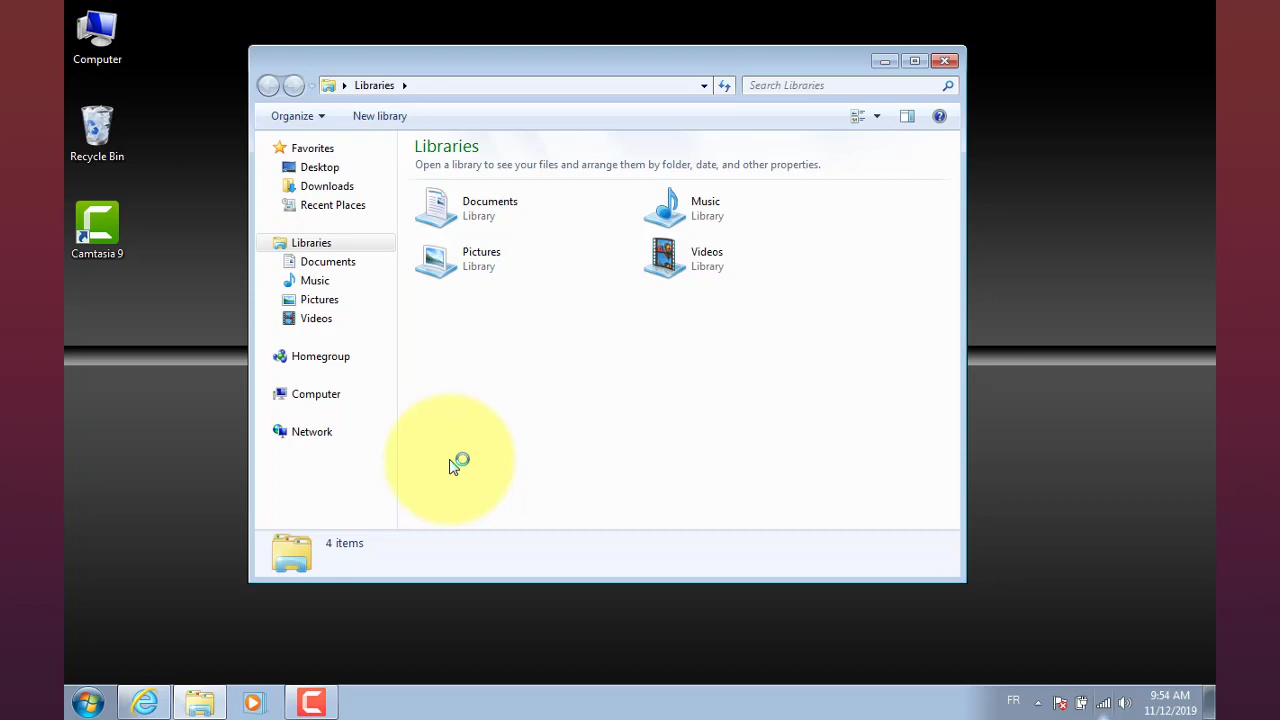 Computer
Recycle Bin
Camtasia 9
Libraries
Search Libraries
Organize
New library
Favorites
Desktop
Downloads
Recent Places
Libraries
Documents
Music
Pictures
Videos
Homegroup
Computer
Network
Libraries
Open a library to see your files and arrange them by folder, date, and other properties.
Documents
Library
Music
Library
Pictures
Library
Videos
Library
4 items
FR
9:54 AM
11/12/2019